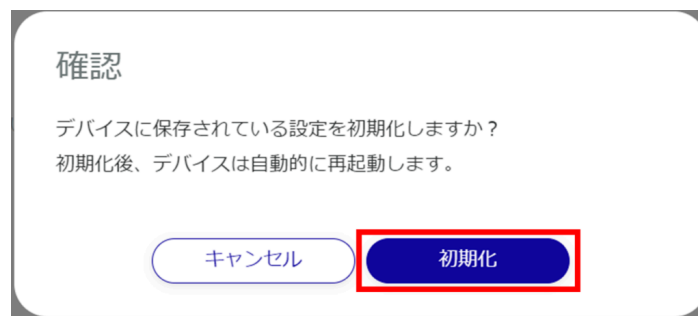 確認
デバイスに保存されている設定を初期化しますか？
初期化後、デバイスは自動的に再起動します。
キャンセル
初期化